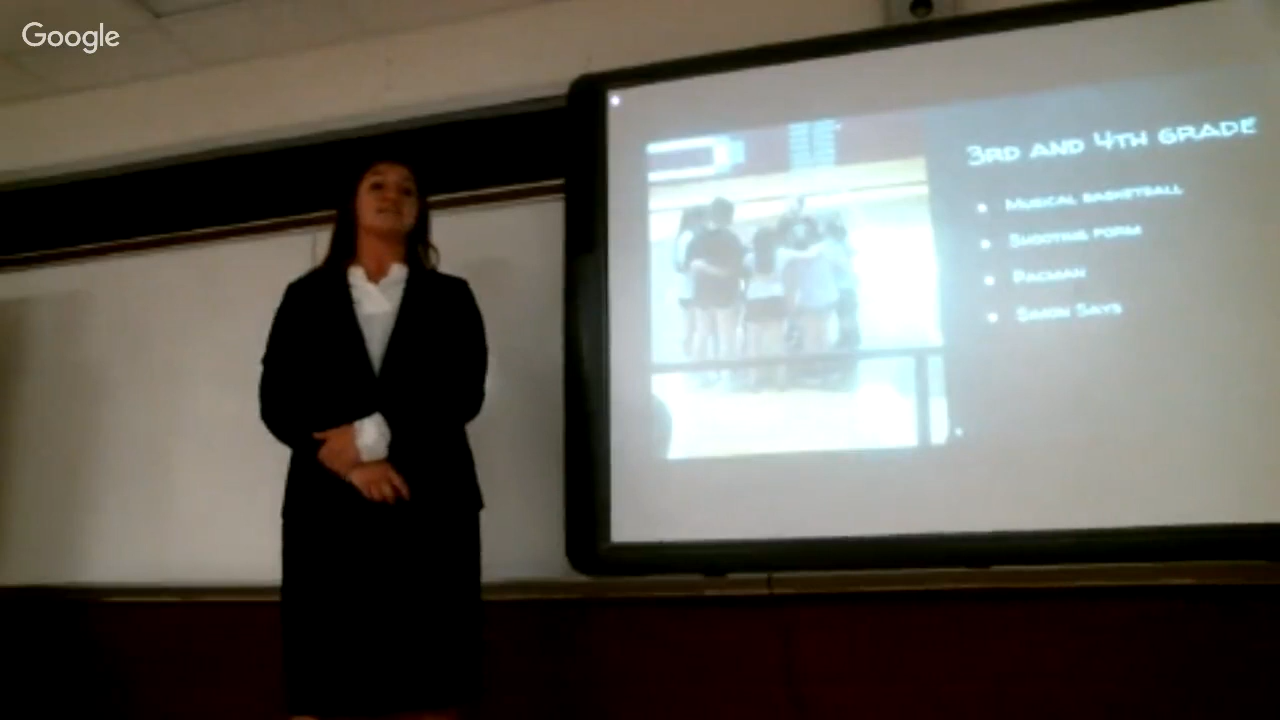 Google
3RD AND 4TH GRADE
MUSICAL BASKETBALL
SHOOTING FORM
PACMAN
SIMON SAYS